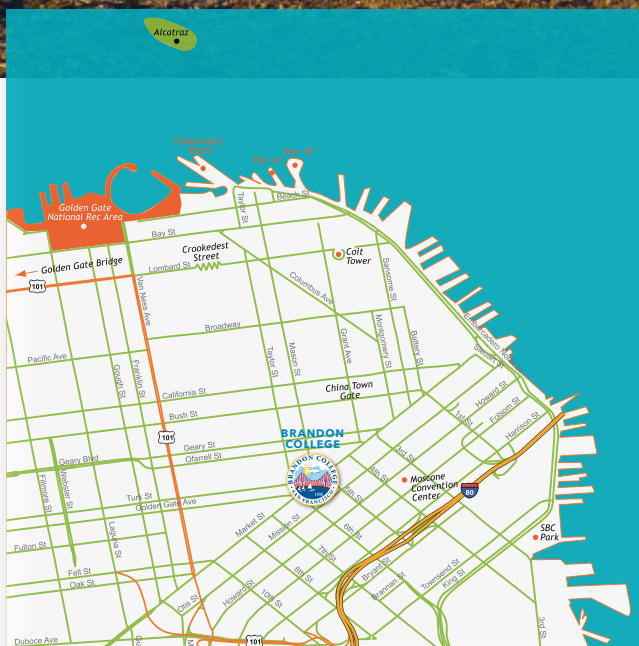 Alcatraz
Pier 39
Golden Gate
National Rec Area
Beach St
Taylor St
Bay St
Crookedest
Street
Lombard St
Coit
Tower
Golden Gate Bridge
101
Van Ness Ave
Columbus Ave
Sansome St
Broadway
Embarcadero
Steuart St
Pacific Ave
Gough St
Franklin St
Taylor St
Mason St
Grant Ave
Montgomery St
Battery St
California St
China Town
Gate
Bush St
Howard St
Folsom St
1st St
Harrison St
101
BRANDON
COLLEGE
BRANDON COLLEGE
SAN FRANCISCO
Geary St
Ofarrell St
Geary Blvd
3rd St
4th St
5th St
Moscone
Convention
Center
80
Fillmore St
Webster St
Turk St
Golden Gate Ave
Market St
Mission St
6th St
SBC
Park
Laguna St
Fulton St
7th St
8th St
Bryant St
Brannan St
Townsend St
King St
Fell St
Oak St
Howard St
10th St
Otis St
3rd St
Duboce Ave
101